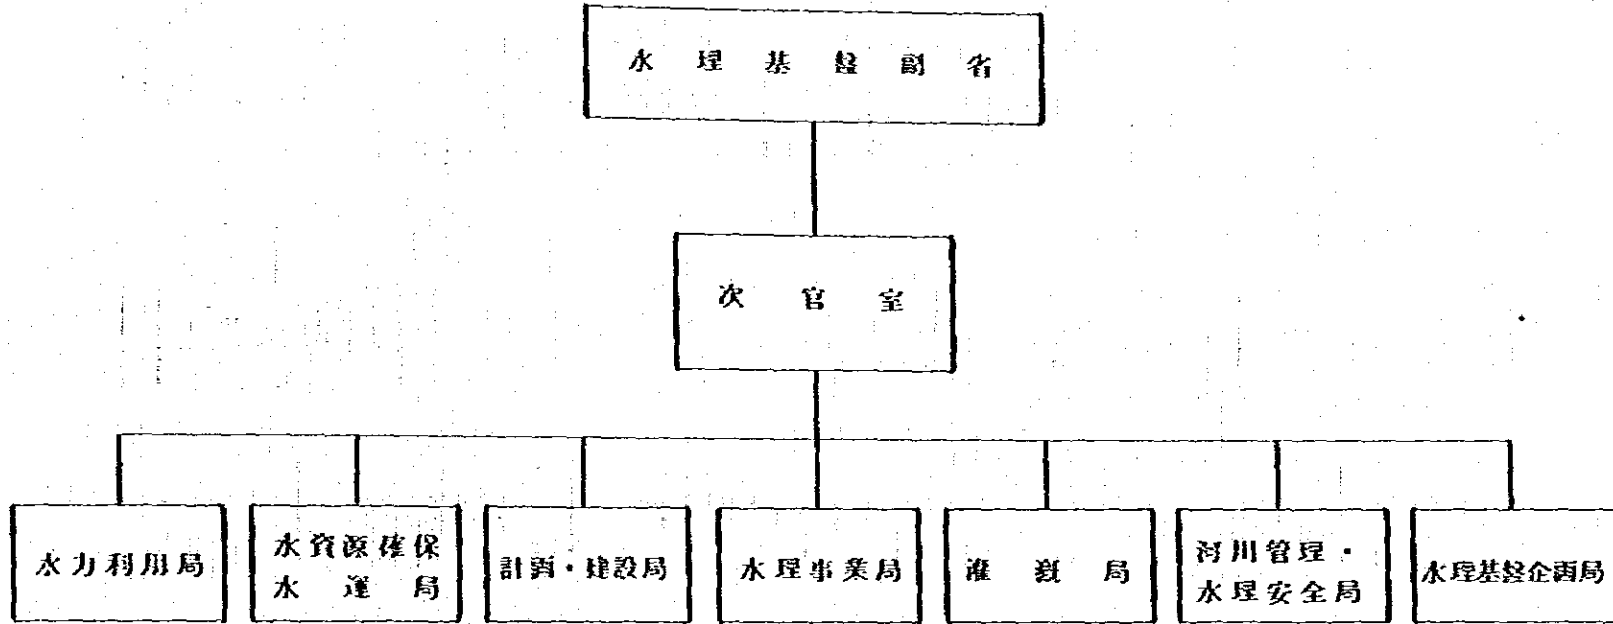 水理基盤副省
次官室
水力利用局
水資源確保
水運局
計画・建設局
水理事業局
灌漑局
河川管理・
水理安全局
水理基盤企画局